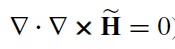 ∇ · ∇ × H̃ = 0)